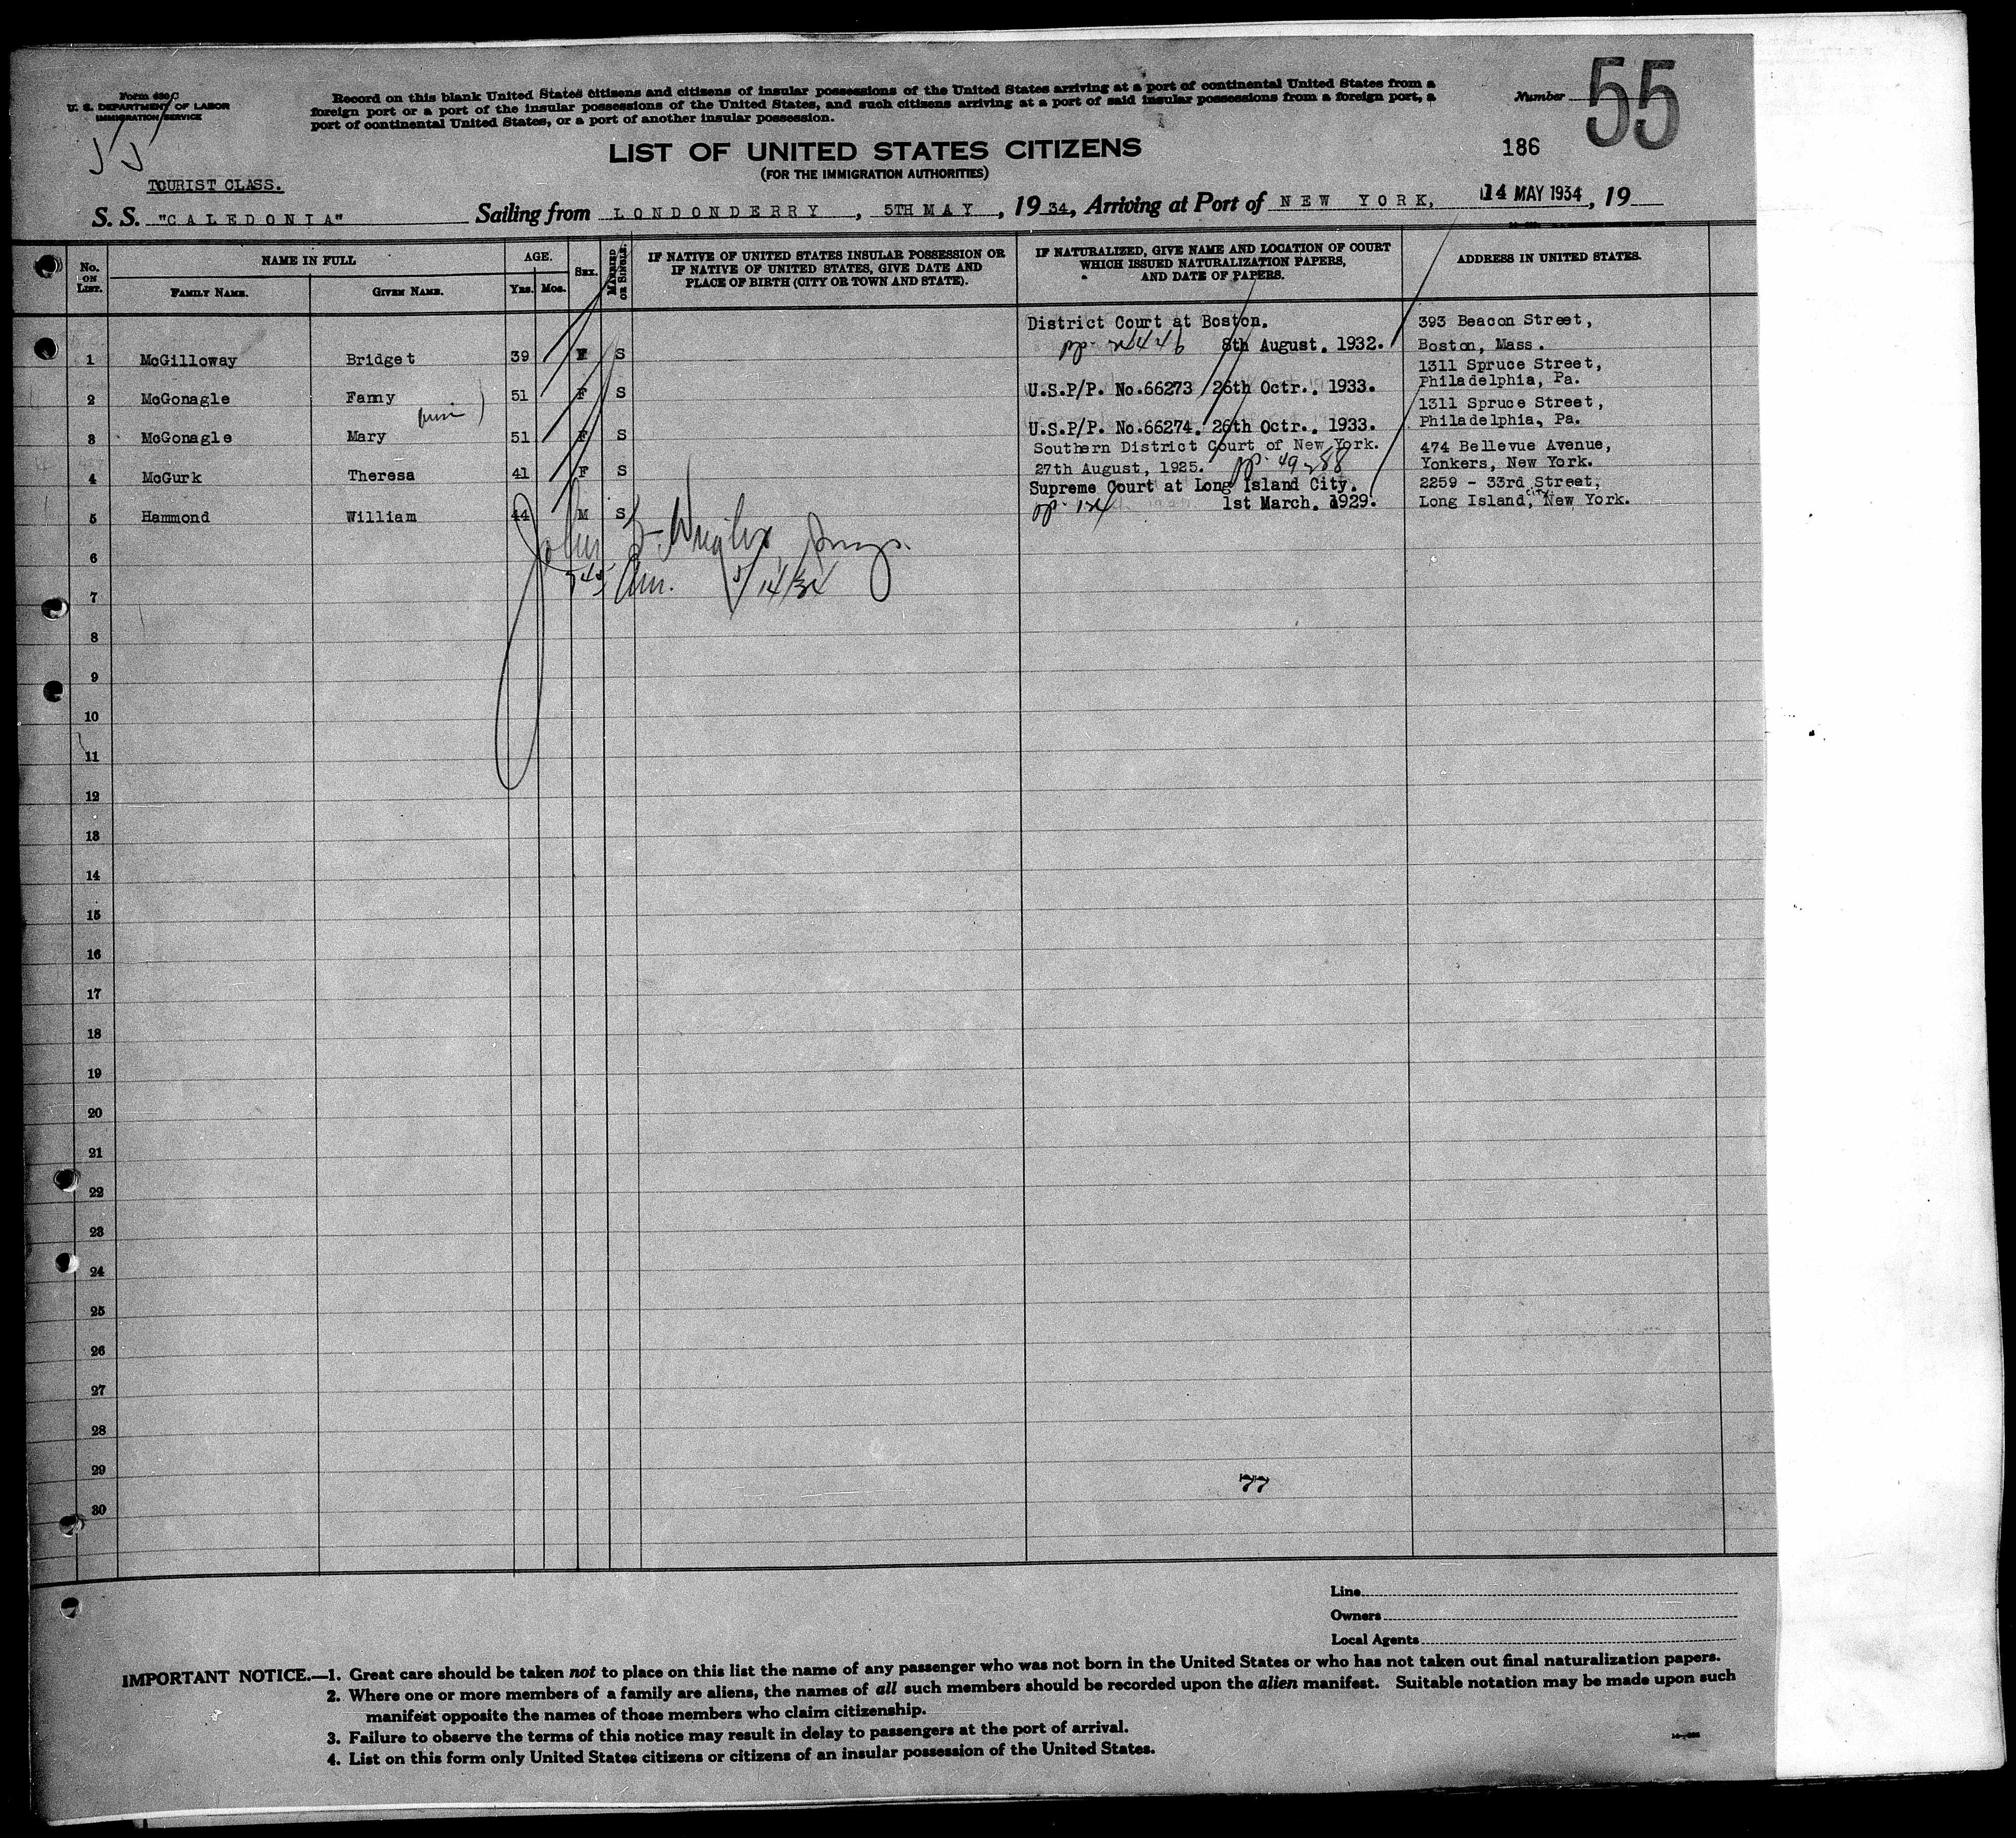 Form 630 C
U. S. DEPARTMENT OF LABOR
IMMIGRATION SERVICE
Record on this blank United States citizens and citizens of insular possessions of the United States arriving at a port of continental United States from a
foreign port or a port of the insular possessions of the United States, and such citizens arriving at a port of said insular possessions from a foreign port, a
port of continental United States, or a port of another insular possession.
Number 55
186
LIST OF UNITED STATES CITIZENS
(FOR THE IMMIGRATION AUTHORITIES)
TOURIST CLASS.
S. S. "CALEDONIA" Sailing from LONDONDERRY, 5TH MAY, 1934, Arriving at Port of NEW YORK, 14 MAY 1934, 19
No. ON LIST. NAME IN FULL AGE. SEX. MARRIED OR SINGLE. IF NATIVE OF UNITED STATES INSULAR POSSESSION OR IF NATIVE OF UNITED STATES, GIVE DATE AND PLACE OF BIRTH (CITY OR TOWN AND STATE). IF NATURALIZED, GIVE NAME AND LOCATION OF COURT WHICH ISSUED NATURALIZATION PAPERS, AND DATE OF PAPERS. ADDRESS IN UNITED STATES.
FAMILY NAME. GIVEN NAME. YRS. MOS.
District Court at Boston. 393 Beacon Street,
1 McGilloway Bridget 39 F S 8th August. 1932. Boston, Mass.
1311 Spruce Street,
2 McGonagle Fanny 51 F S U.S.P/P. No.66273 26th Octr.. 1933. Philadelphia, Pa.
1311 Spruce Street,
3 McGonagle Mary 51 F S U.S.P/P. No.66274. 26th Octr.. 1933. Philadelphia, Pa.
Southern District Court of New York. 474 Bellevue Avenue,
4 McGurk Theresa 41 F S 27th August, 1925. Yonkers, New York.
Supreme Court at Long Island City. 2259 - 33rd Street,
5 Hammond William 44 M S 1st March. 1929. Long Island, City New York.
John
745 Am. 5/14/34
6
7
8
9
10
11
12
13
14
15
16
17
18
19
20
21
22
23
24
25
26
27
28
29
77
30
Line
Owners
Local Agents
IMPORTANT NOTICE.—1. Great care should be taken not to place on this list the name of any passenger who was not born in the United States or who has not taken out final naturalization papers.
2. Where one or more members of a family are aliens, the names of all such members should be recorded upon the alien manifest. Suitable notation may be made upon such
manifest opposite the names of those members who claim citizenship.
3. Failure to observe the terms of this notice may result in delay to passengers at the port of arrival.
4. List on this form only United States citizens or citizens of an insular possession of the United States.